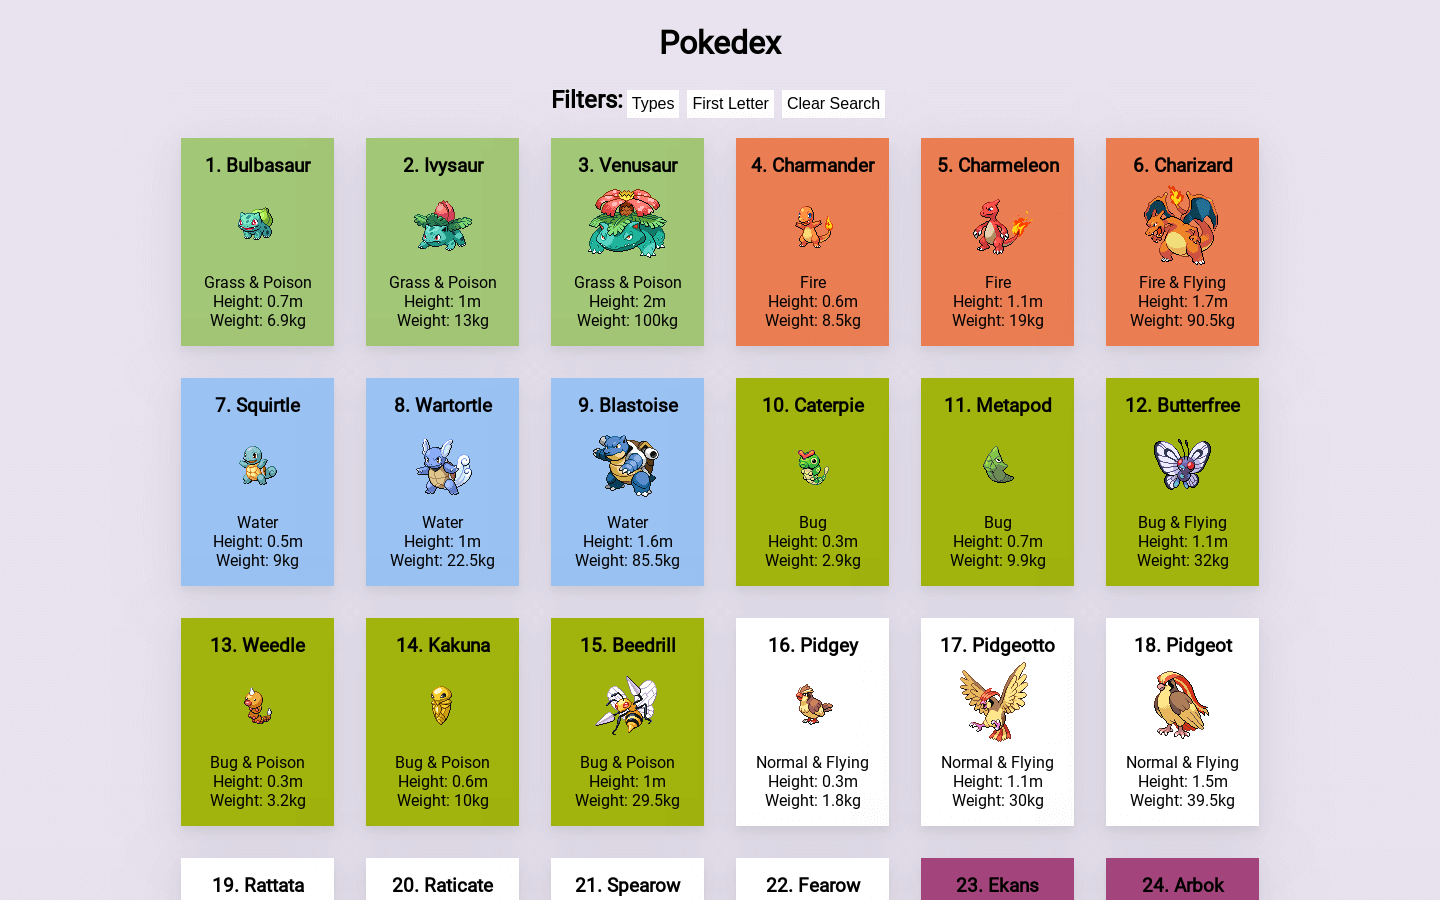 Pokedex
Filters: Types First Letter Clear Search
1. Bulbasaur
Grass & Poison
Height: 0.7m
Weight: 6.9kg
2. Ivysaur
Grass & Poison
Height: 1m
Weight: 13kg
3. Venusaur
Grass & Poison
Height: 2m
Weight: 100kg
4. Charmander
Fire
Height: 0.6m
Weight: 8.5kg
5. Charmeleon
Fire
Height: 1.1m
Weight: 19kg
6. Charizard
Fire & Flying
Height: 1.7m
Weight: 90.5kg
7. Squirtle
Water
Height: 0.5m
Weight: 9kg
8. Wartortle
Water
Height: 1m
Weight: 22.5kg
9. Blastoise
Water
Height: 1.6m
Weight: 85.5kg
10. Caterpie
Bug
Height: 0.3m
Weight: 2.9kg
11. Metapod
Bug
Height: 0.7m
Weight: 9.9kg
12. Butterfree
Bug & Flying
Height: 1.1m
Weight: 32kg
13. Weedle
Bug & Poison
Height: 0.3m
Weight: 3.2kg
14. Kakuna
Bug & Poison
Height: 0.6m
Weight: 10kg
15. Beedrill
Bug & Poison
Height: 1m
Weight: 29.5kg
16. Pidgey
Normal & Flying
Height: 0.3m
Weight: 1.8kg
17. Pidgeotto
Normal & Flying
Height: 1.1m
Weight: 30kg
18. Pidgeot
Normal & Flying
Height: 1.5m
Weight: 39.5kg
19. Rattata
20. Raticate
21. Spearow
22. Fearow
23. Ekans
24. Arbok